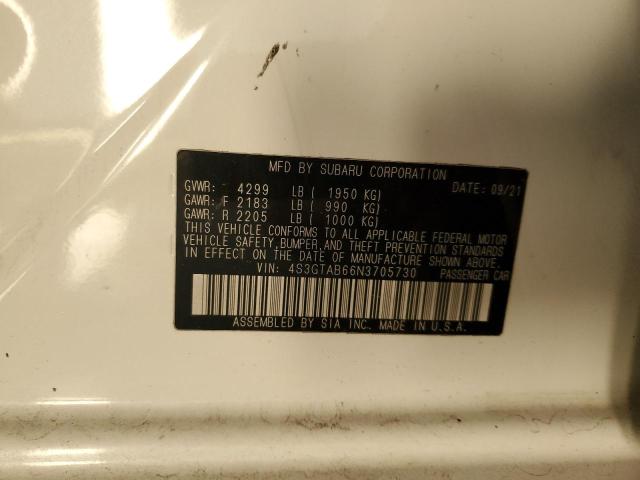 MFD BY SUBARU CORPORATION
GVWR: 4299 LB ( 1950 KG) DATE: 09/21
GAWR: F 2183 LB ( 990 KG)
GAWR: R 2205 LB ( 1000 KG)
THIS VEHICLE CONFORMS TO ALL APPLICABLE FEDERAL MOTOR
VEHICLE SAFETY, BUMPER, AND THEFT PREVENTION STANDARDS
IN EFFECT ON THE DATE OF MANUFACTURE SHOWN ABOVE.
VIN: 4S3GTAB66N3705730 PASSENGER CAR
ASSEMBLED BY SIA INC. MADE IN U.S.A.